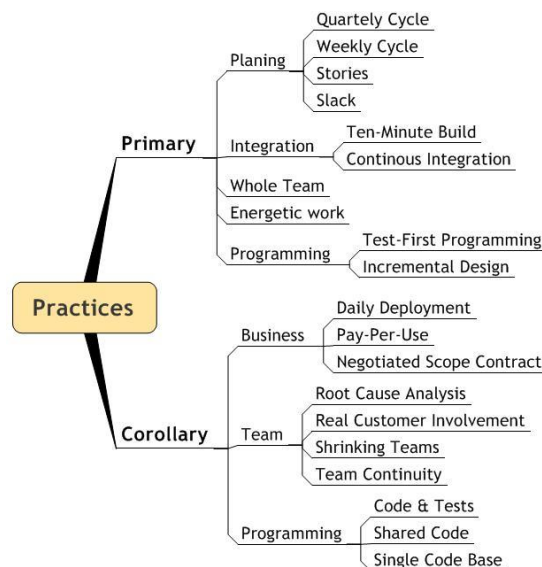 Practices
Primary
Planing
Quartely Cycle
Weekly Cycle
Stories
Slack
Integration
Ten-Minute Build
Continous Integration
Whole Team
Energetic work
Programming
Test-First Programming
Incremental Design
Corollary
Business
Daily Deployment
Pay-Per-Use
Negotiated Scope Contract
Team
Root Cause Analysis
Real Customer Involvement
Shrinking Teams
Team Continuity
Programming
Code & Tests
Shared Code
Single Code Base